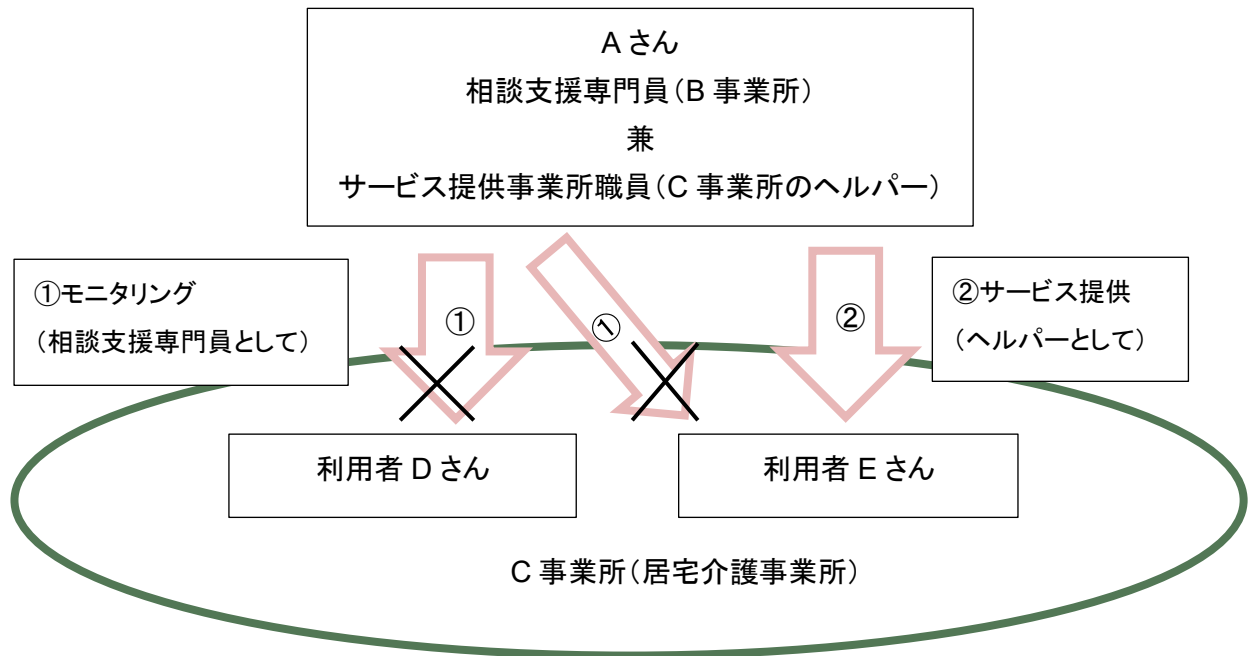 Aさん
相談支援専門員（B 事業所）
兼
サービス提供事業所職員（C 事業所のヘルパー）
①モニタリング
（相談支援専門員として）
①
①
②
②サービス提供
（ヘルパーとして）
利用者 D さん
利用者 E さん
C 事業所（居宅介護事業所）